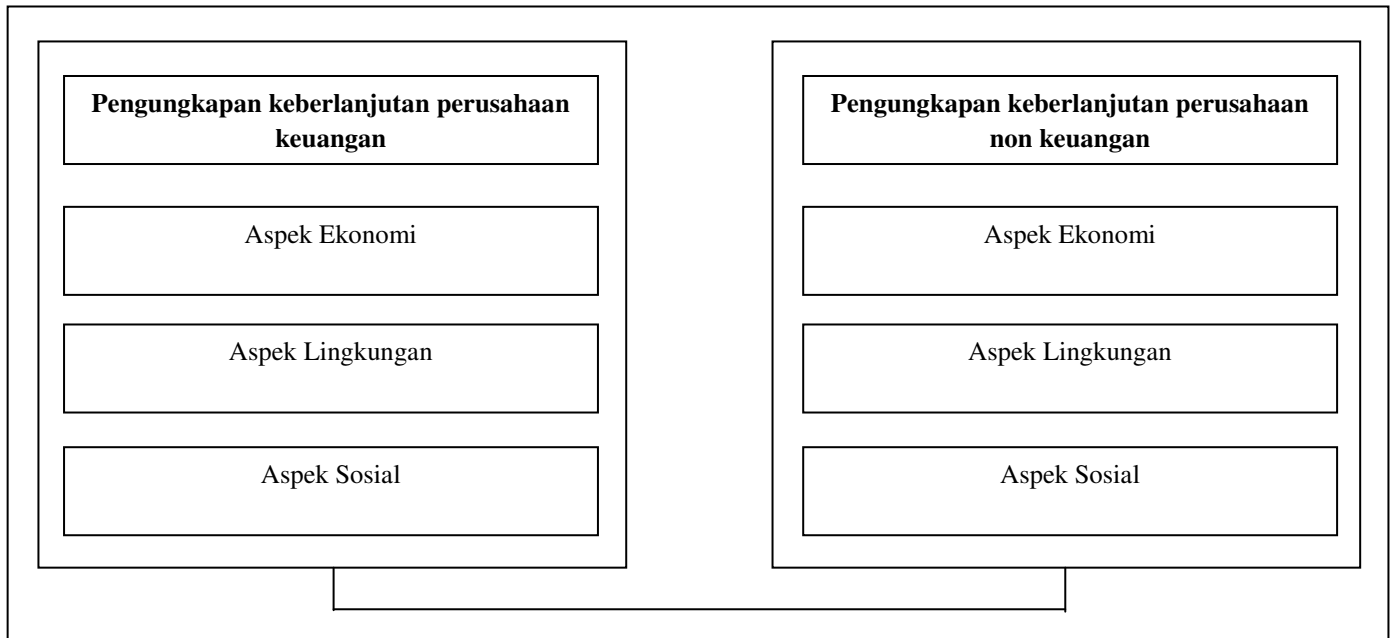 Pengungkapan keberlanjutan perusahaan
keuangan
Aspek Ekonomi
Aspek Lingkungan
Aspek Sosial
Pengungkapan keberlanjutan perusahaan
non keuangan
Aspek Ekonomi
Aspek Lingkungan
Aspek Sosial